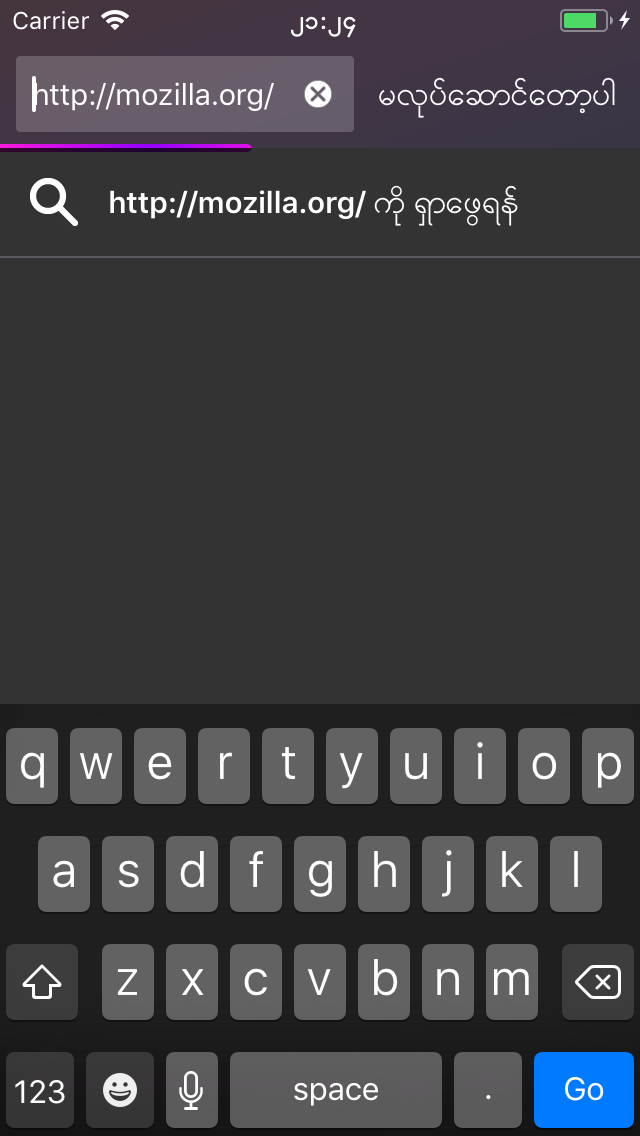 Carrier ၂၁:၂၄
http://mozilla.org/ မလုပ်ဆောင်တော့ပါ
http://mozilla.org/ ကို ရှာဖွေရန်
q w e r t y u i o p
a s d f g h j k l
z x c v b n m
123 space . Go